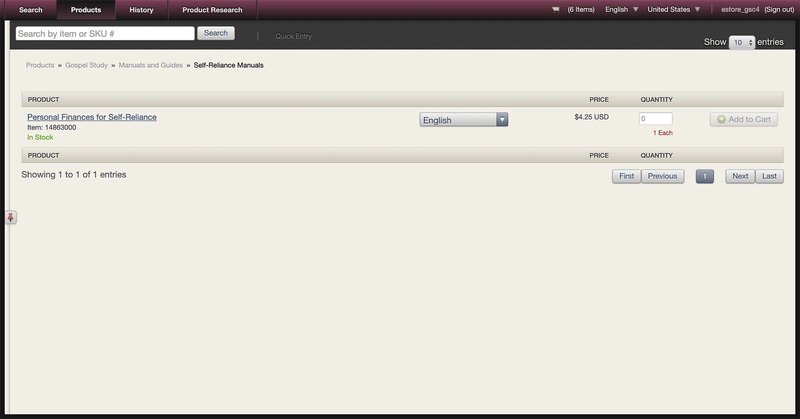 Search Products History Product Research (6 Items) English United States estore_gsc4 (Sign out)
Search by item or SKU # Search Quick Entry
Show 10 entries
Products » Gospel Study » Manuals and Guides » Self-Reliance Manuals
PRODUCT PRICE QUANTITY
Personal Finances for Self-Reliance English $4.25 USD 0 Add to Cart
Item: 14863000
In Stock
1 Each
PRODUCT PRICE QUANTITY
Showing 1 to 1 of 1 entries First Previous 1 Next Last